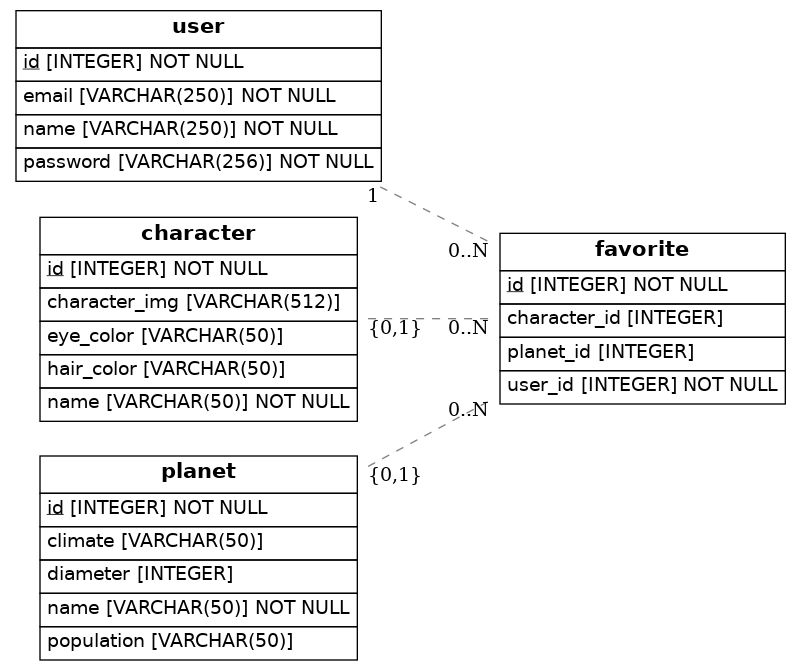 user
id [INTEGER] NOT NULL
email [VARCHAR(250)] NOT NULL
name [VARCHAR(250)] NOT NULL
password [VARCHAR(256)] NOT NULL
1
0..N
character
id [INTEGER] NOT NULL
character_img [VARCHAR(512)]
eye_color [VARCHAR(50)]
hair_color [VARCHAR(50)]
name [VARCHAR(50)] NOT NULL
{0,1}
0..N
favorite
id [INTEGER] NOT NULL
character_id [INTEGER]
planet_id [INTEGER]
user_id [INTEGER] NOT NULL
0..N
{0,1}
planet
id [INTEGER] NOT NULL
climate [VARCHAR(50)]
diameter [INTEGER]
name [VARCHAR(50)] NOT NULL
population [VARCHAR(50)]